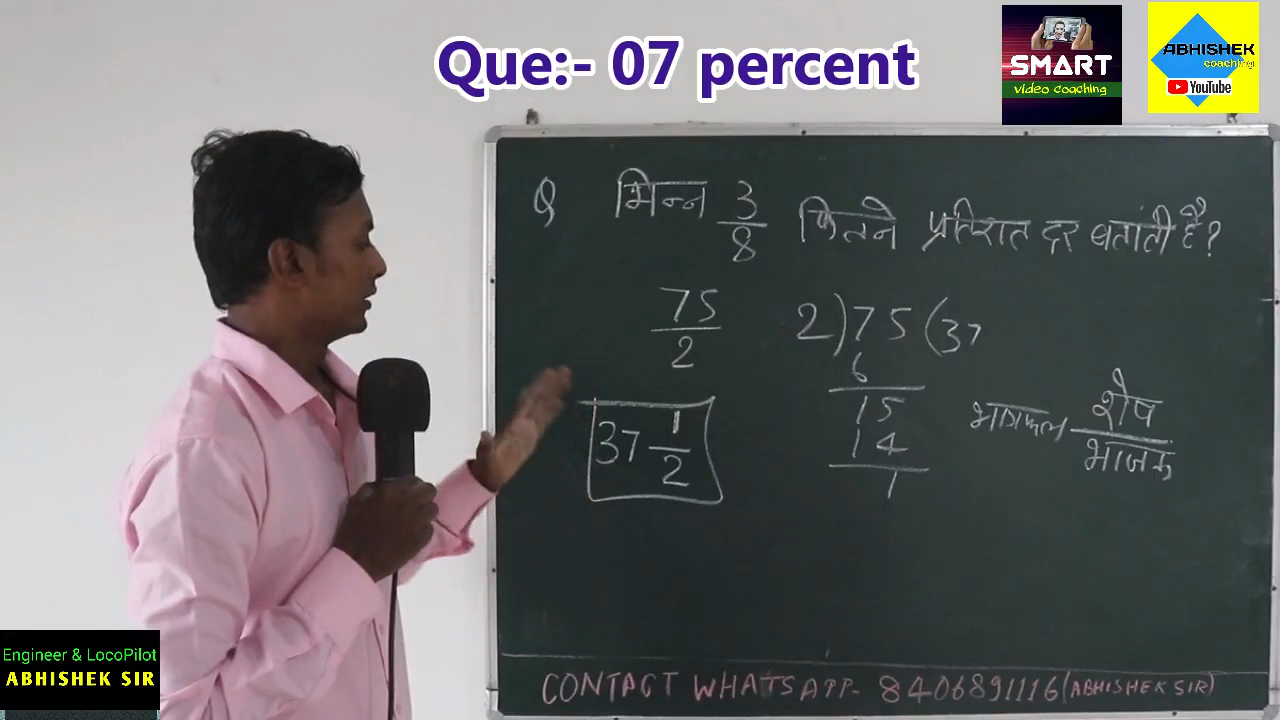 Que:- 07 percent
SMART
video coaching
ABHISHEK
coaching
YouTube
Q भिन्न 3/8 कितने प्रतिशत दर बतांती है?
75/2
2)75(37
6
15
14
1
37 1/2
भागफल शेष/भाजक
CONTACT WHATSAPP- 8406891116 (ABHISHEK SIR)
Engineer & LocoPilot
ABHISHEK SIR